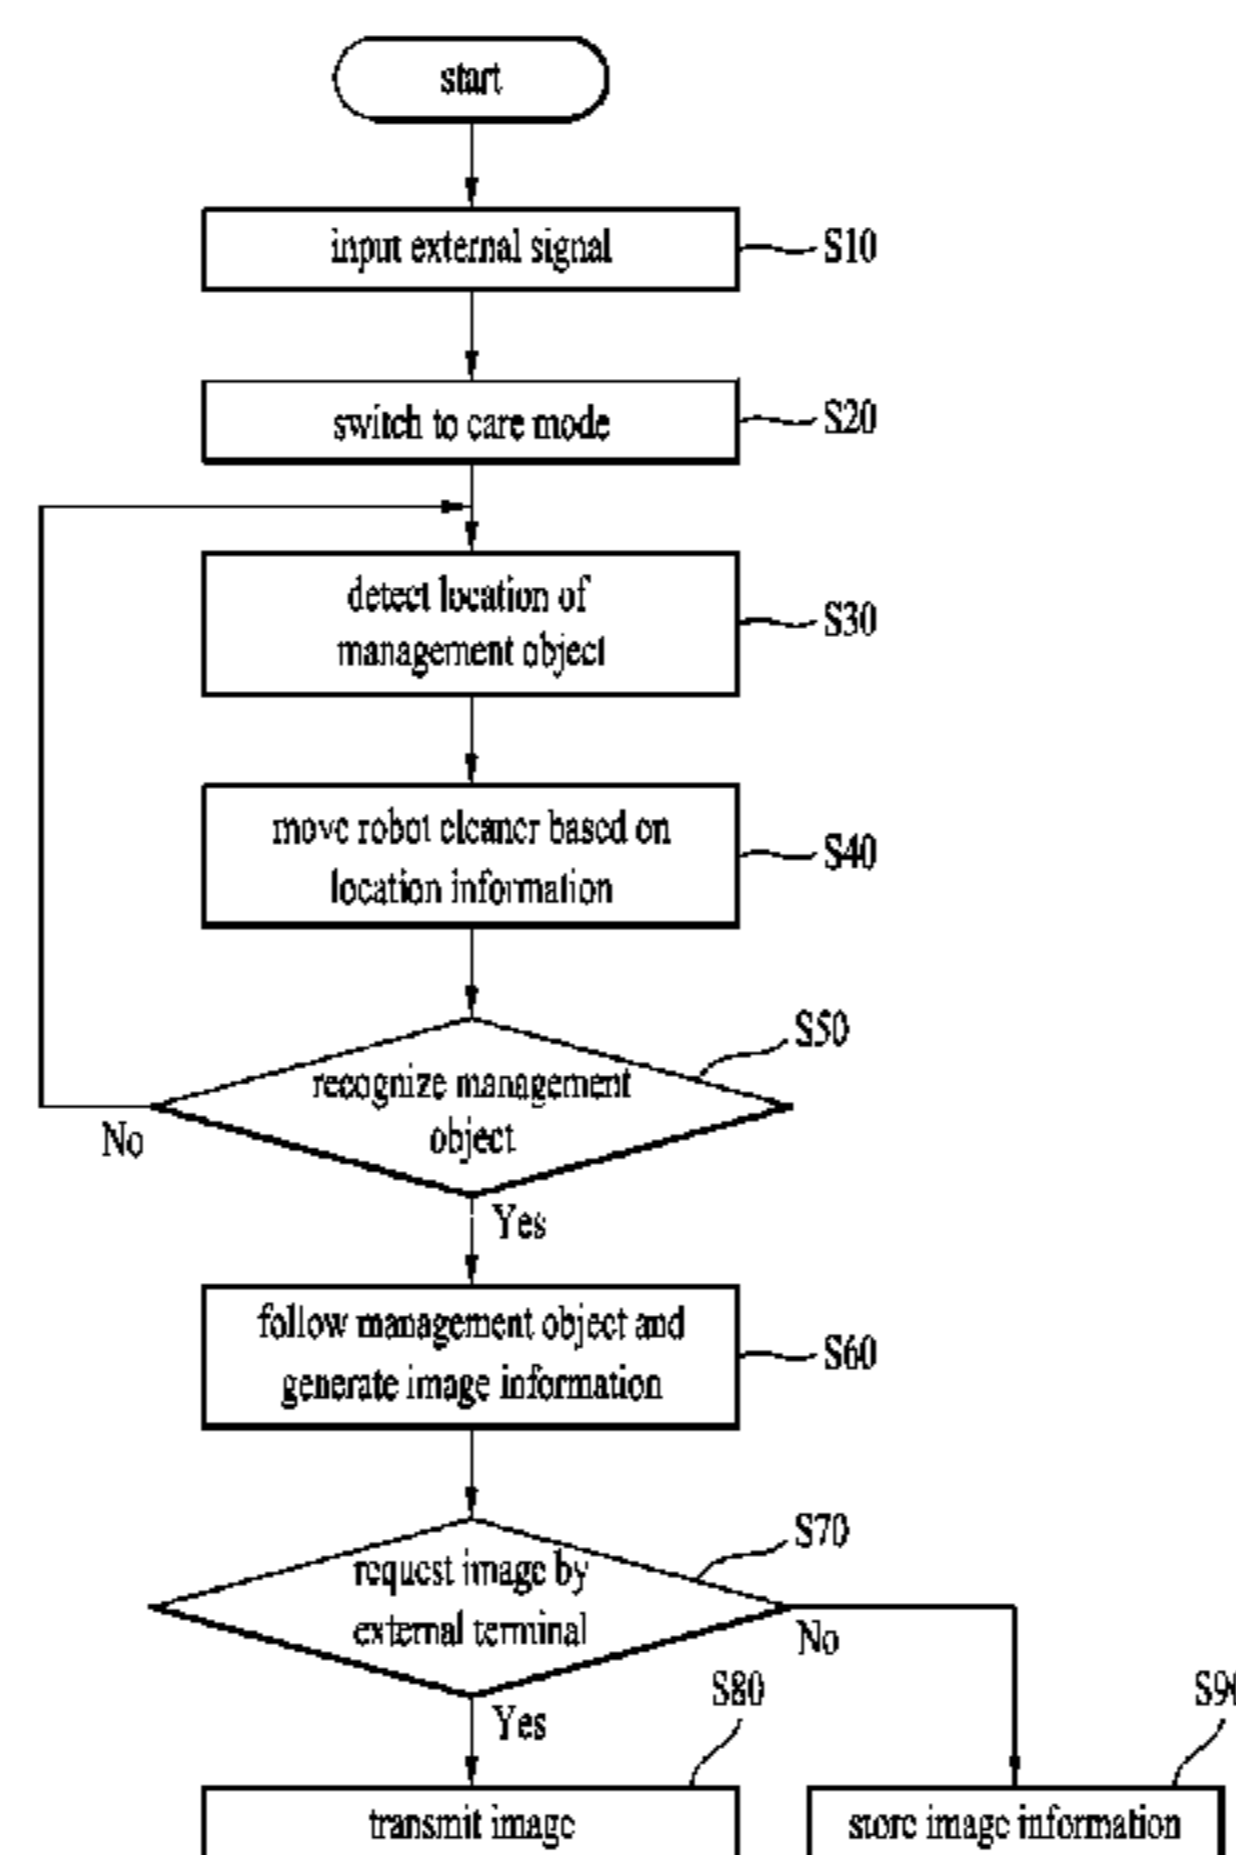 start
input external signal
S10
switch to care mode
S20
detect location of
management object
S30
move robot cleaner based on
location information
S40
S50
recognize management
object
No
Yes
follow management object and
generate image information
S60
S70
request image by
external terminal
No
Yes
S80
transmit image
store image information